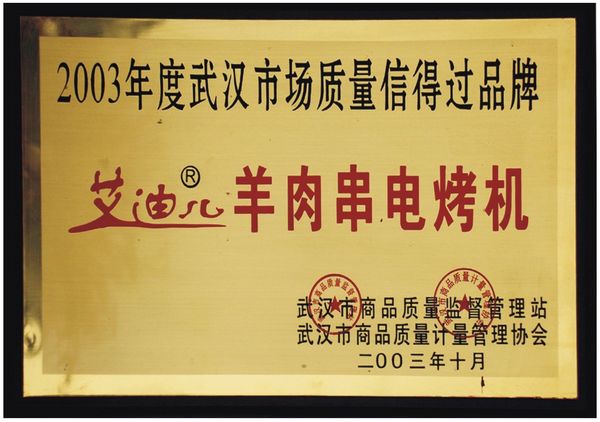 2003年度武汉市场质量信得过品牌
艾迪儿® 羊肉串电烤机
武汉市商品质量监督管理站
武汉市商品质量计量管理协会
二〇〇三年十月